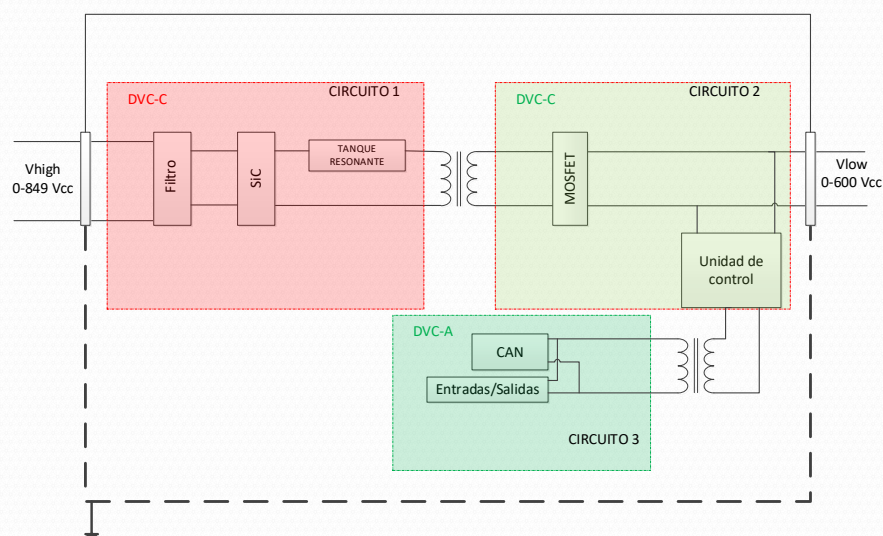 CIRCUITO 1
DVC-C
Vhigh
0-849 Vcc
Filtro
SiC
TANQUE
RESONANTE
DVC-C
CIRCUITO 2
MOSFET
Vlow
0-600 Vcc
Unidad de
control
DVC-A
CAN
Entradas/Salidas
CIRCUITO 3